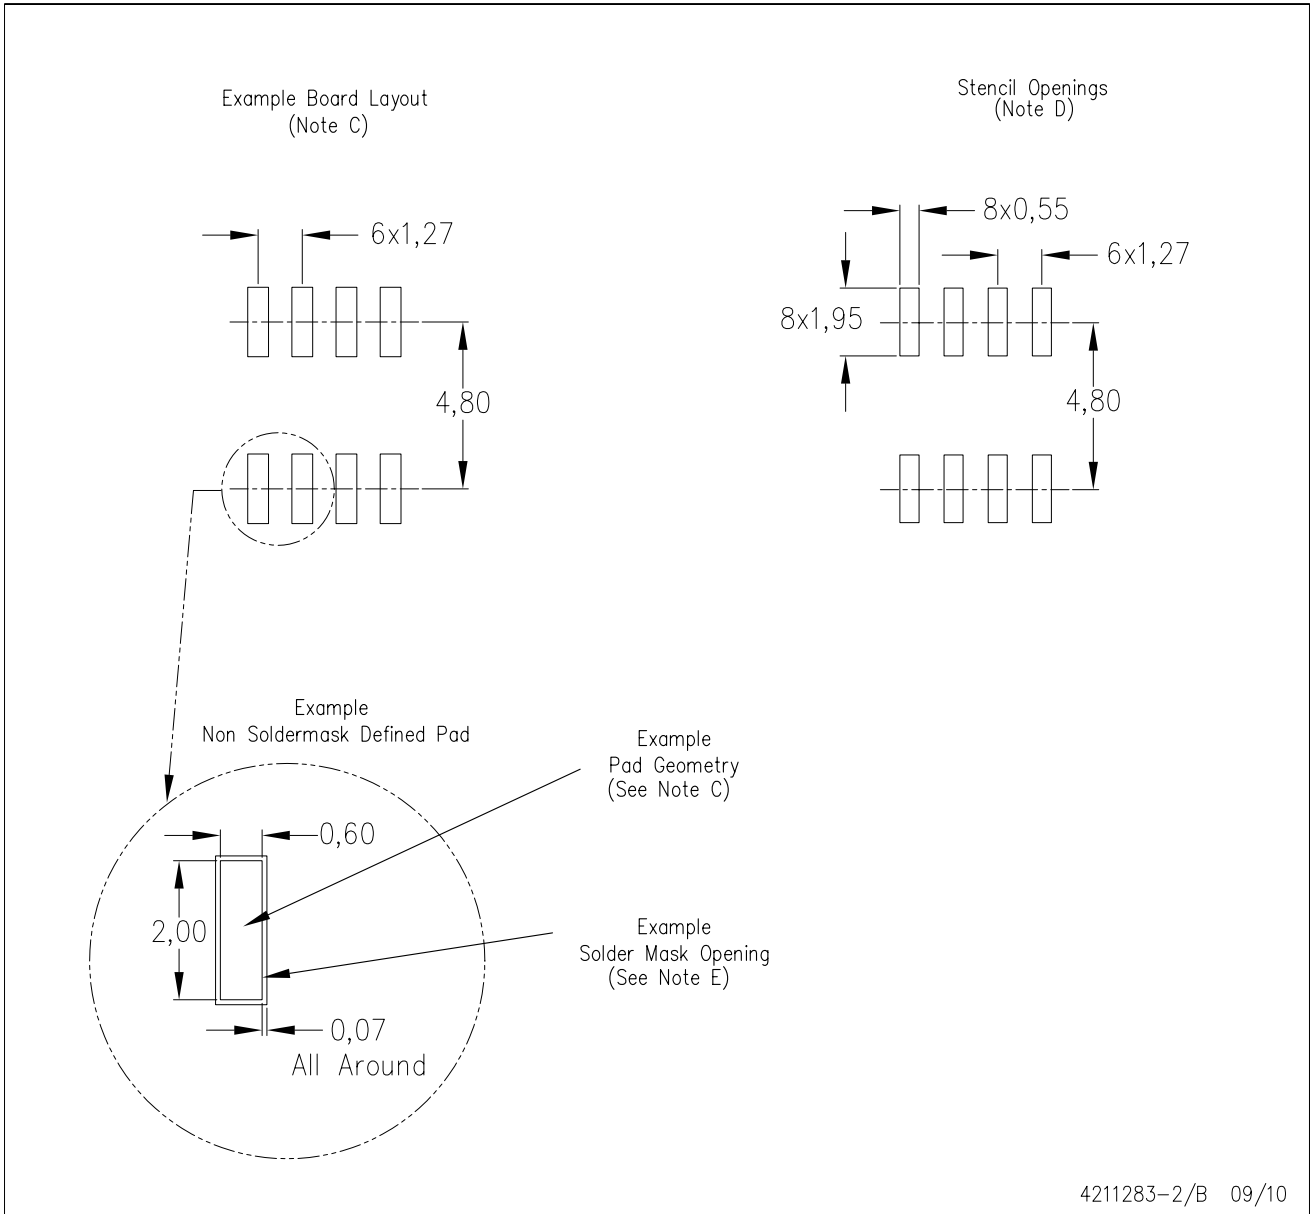 Example Board Layout
(Note C)
Stencil Openings
(Note D)
6x1,27
4,80
8x0,55
6x1,27
8x1,95
4,80
Example
Non Soldermask Defined Pad
Example
Pad Geometry
(See Note C)
0,60
2,00
Example
Solder Mask Opening
(See Note E)
0,07
All Around
4211283-2/B 09/10